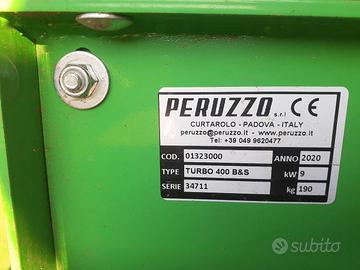 PERUZZO s.r.l. CE
CURTAROLO - PADOVA - ITALY
peruzzo@peruzzo.it - www.peruzzo.it
Tel: +39 049 9620477
COD. 01323000 ANNO 2020
TYPE TURBO 400 B&S kW 9
SERIE 34711 kg 190
subito